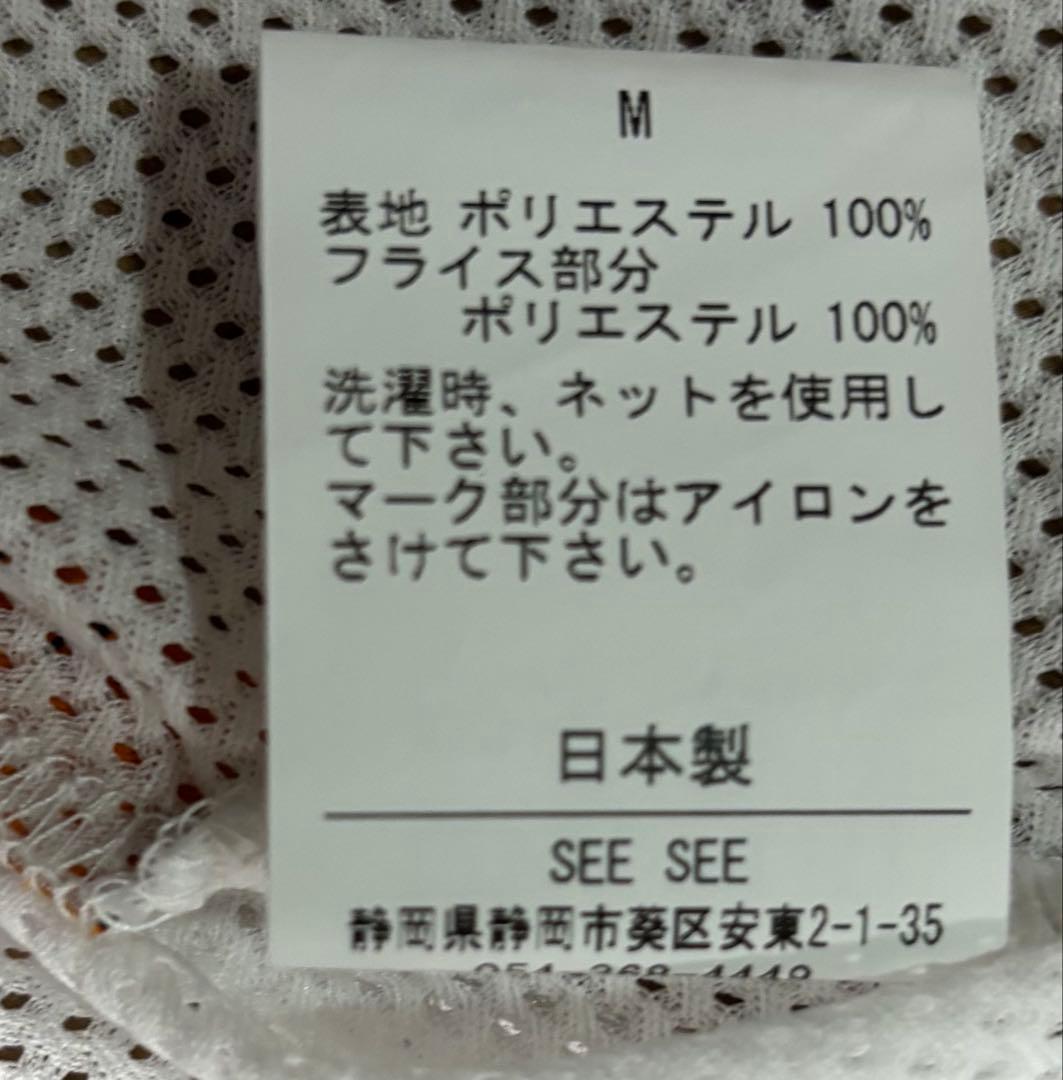 M
表地 ポリエステル 100%
フライス部分
ポリエステル 100%
洗濯時、ネットを使用し
て下さい。
マーク部分はアイロンを
さけて下さい。
日本製
SEE SEE
静岡県静岡市葵区安東2-1-35